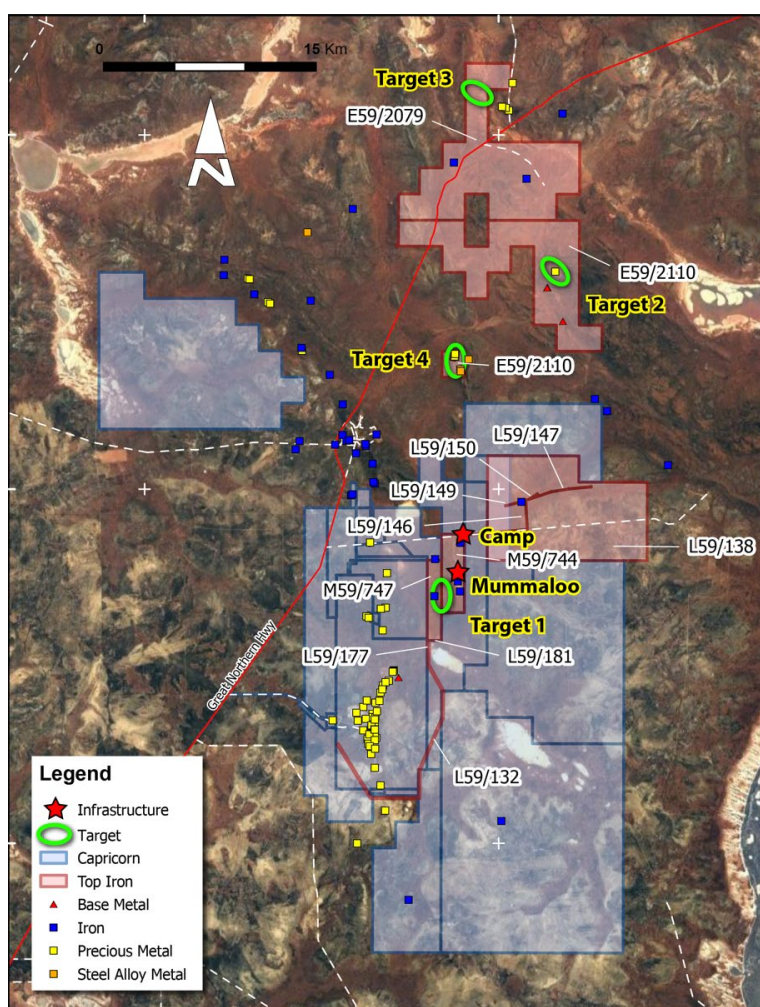 0
15 Km
N
Target 3
E59/2079
E59/2110
Target 2
Target 4
E59/2110
L59/147
L59/150
L59/149
L59/146
Camp
L59/138
M59/744
M59/747
Mummaloo
Target 1
L59/177
L59/181
Great Northern Hwy
L59/132
Legend
Infrastructure
Target
Capricorn
Top Iron
Base Metal
Iron
Precious Metal
Steel Alloy Metal